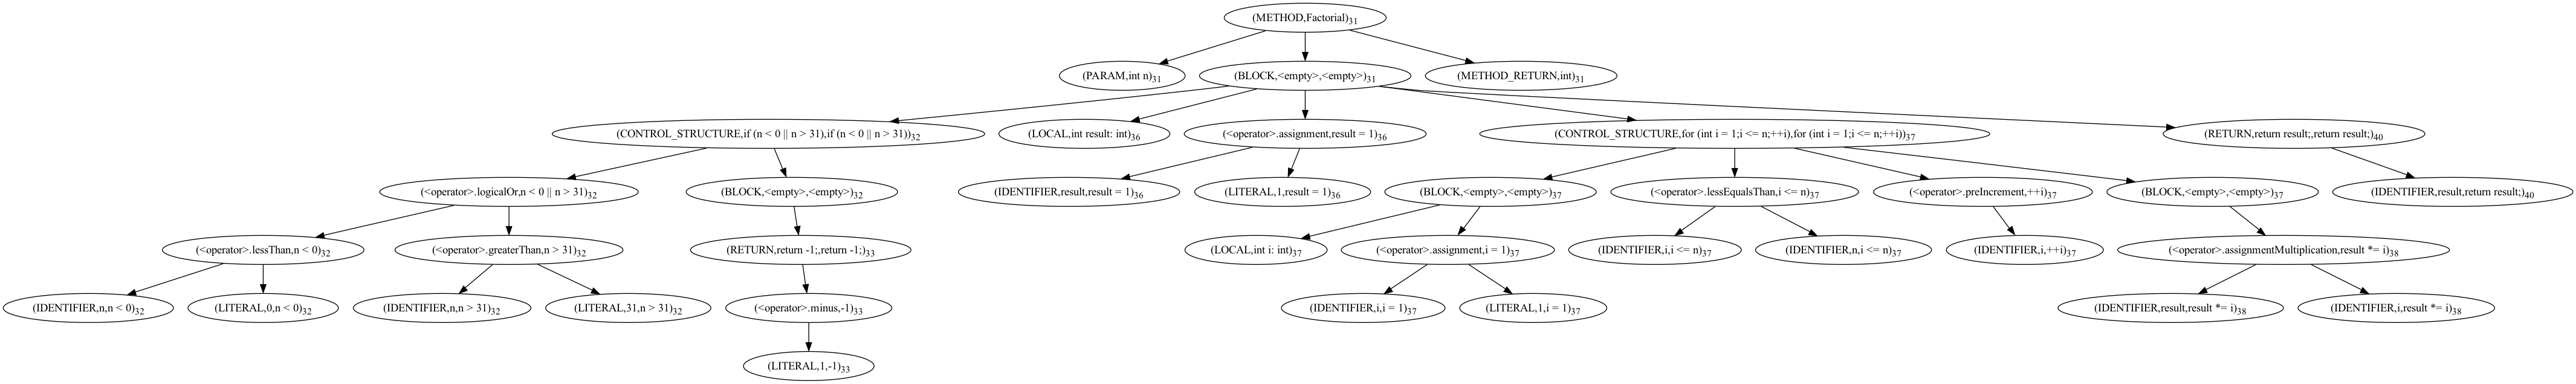 (METHOD,Factorial)31
(PARAM,int n)31
(BLOCK,<empty>,<empty>)31
(METHOD_RETURN,int)31
(CONTROL_STRUCTURE,if (n < 0 || n > 31),if (n < 0 || n > 31))32
(LOCAL,int result: int)36
(<operator>.assignment,result = 1)36
(CONTROL_STRUCTURE,for (int i = 1;i <= n;++i),for (int i = 1;i <= n;++i))37
(RETURN,return result;,return result;)40
(<operator>.logicalOr,n < 0 || n > 31)32
(BLOCK,<empty>,<empty>)32
(IDENTIFIER,result,result = 1)36
(LITERAL,1,result = 1)36
(BLOCK,<empty>,<empty>)37
(<operator>.lessEqualsThan,i <= n)37
(<operator>.preIncrement,++i)37
(BLOCK,<empty>,<empty>)37
(IDENTIFIER,result,return result;)40
(<operator>.lessThan,n < 0)32
(<operator>.greaterThan,n > 31)32
(RETURN,return -1;,return -1;)33
(LOCAL,int i: int)37
(<operator>.assignment,i = 1)37
(IDENTIFIER,i,i <= n)37
(IDENTIFIER,n,i <= n)37
(IDENTIFIER,i,++i)37
(<operator>.assignmentMultiplication,result *= i)38
(IDENTIFIER,n,n < 0)32
(LITERAL,0,n < 0)32
(IDENTIFIER,n,n > 31)32
(LITERAL,31,n > 31)32
(<operator>.minus,-1)33
(IDENTIFIER,i,i = 1)37
(LITERAL,1,i = 1)37
(IDENTIFIER,result,result *= i)38
(IDENTIFIER,i,result *= i)38
(LITERAL,1,-1)33